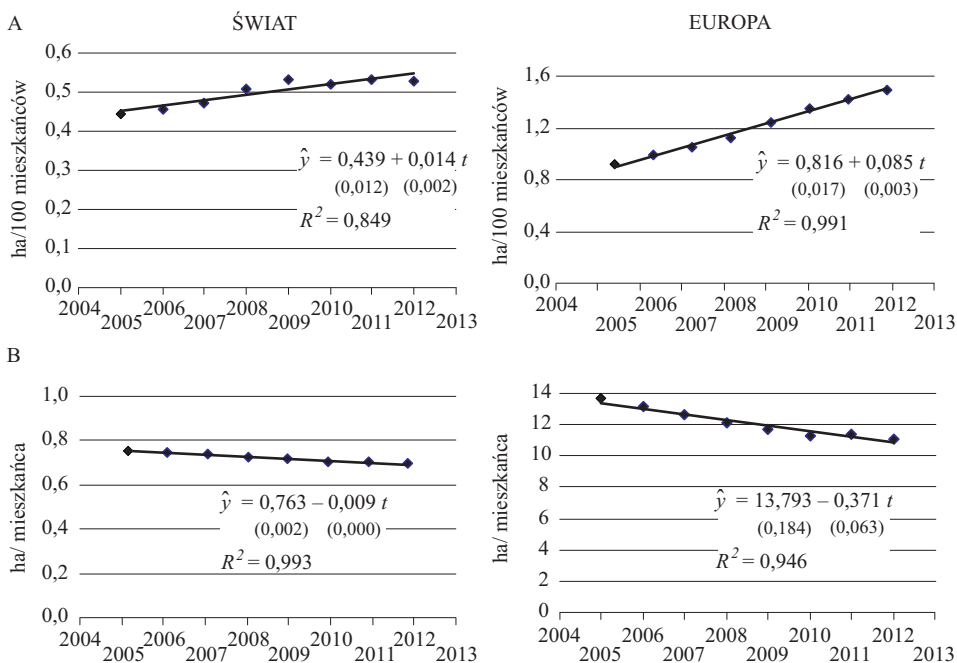 A
ŚWIAT
EUROPA
ha/100 mieszkańców
0,6
0,5
0,4
0,3
0,2
0,1
0,0
ŷ = 0,439 + 0,014 t
(0,012) (0,002)
R² = 0,849
2004 2006 2008 2010 2012
2005 2007 2009 2011 2013
ha/100 mieszkańców
1,6
1,2
0,8
0,4
0,0
ŷ = 0,816 + 0,085 t
(0,017) (0,003)
R² = 0,991
2004 2006 2008 2010 2012
2005 2007 2009 2011 2013
B
ha/ mieszkańca
1,0
0,8
0,6
0,4
0,2
0,0
ŷ = 0,763 – 0,009 t
(0,002) (0,000)
R² = 0,993
2004 2006 2008 2010 2012
2005 2007 2009 2011 2013
ha/ mieszkańca
14
12
10
8
6
4
2
0
ŷ = 13,793 – 0,371 t
(0,184) (0,063)
R² = 0,946
2004 2006 2008 2010 2012
2005 2007 2009 2011 2013